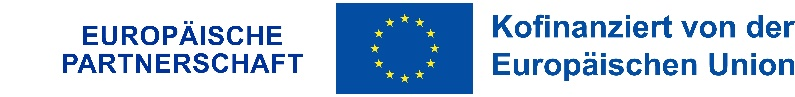 EUROPÄISCHE
PARTNERSCHAFT
Kofinanziert von der
Europäischen Union